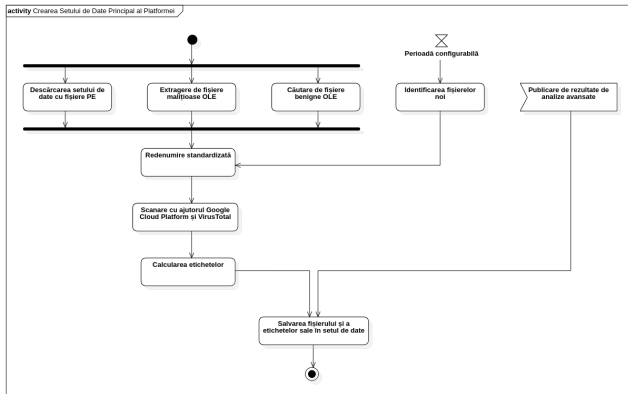 activity Crearea Setului de Date Principal al Platformei
Perioadă configurabilă
Descărcarea setului de
date cu fișiere PE
Extragere de fișiere
malițioase OLE
Căutare de fișiere
benigne OLE
Identificarea fișierelor
noi
Publicare de rezultate de
analize avansate
Redenumire standardizată
Scanare cu ajutorul Google
Cloud Platform și VirusTotal
Calcularea etichetelor
Salvarea fișierului și a
etichetelor sale în setul de date